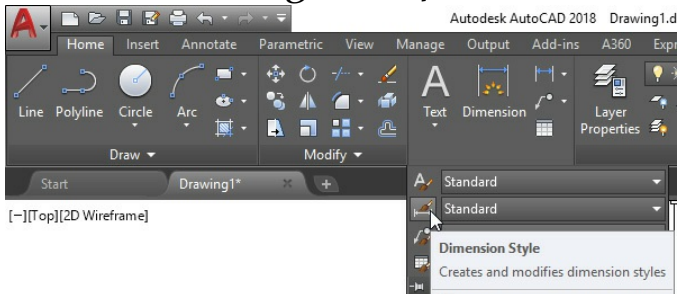 Autodesk AutoCAD 2018 Drawing1.d
Home Insert Annotate Parametric View Manage Output Add-ins A360 Expr
Line Polyline Circle Arc Text Dimension Layer
Properties
Draw Modify
Start Drawing1*
Standard
[−][Top][2D Wireframe] Standard
Dimension Style
Creates and modifies dimension styles